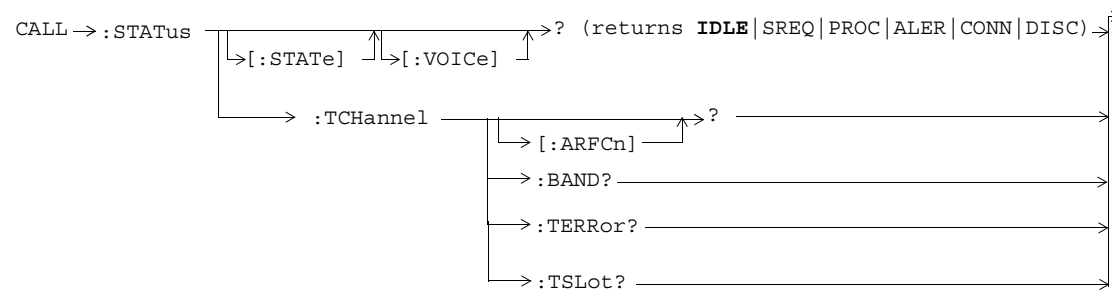 CALL :STATus ? (returns IDLE|SREQ|PROC|ALER|CONN|DISC)
[:STATe] [:VOICe]
:TCHannel ?
[:ARFCn]
:BAND?
:TERRor?
:TSLot?